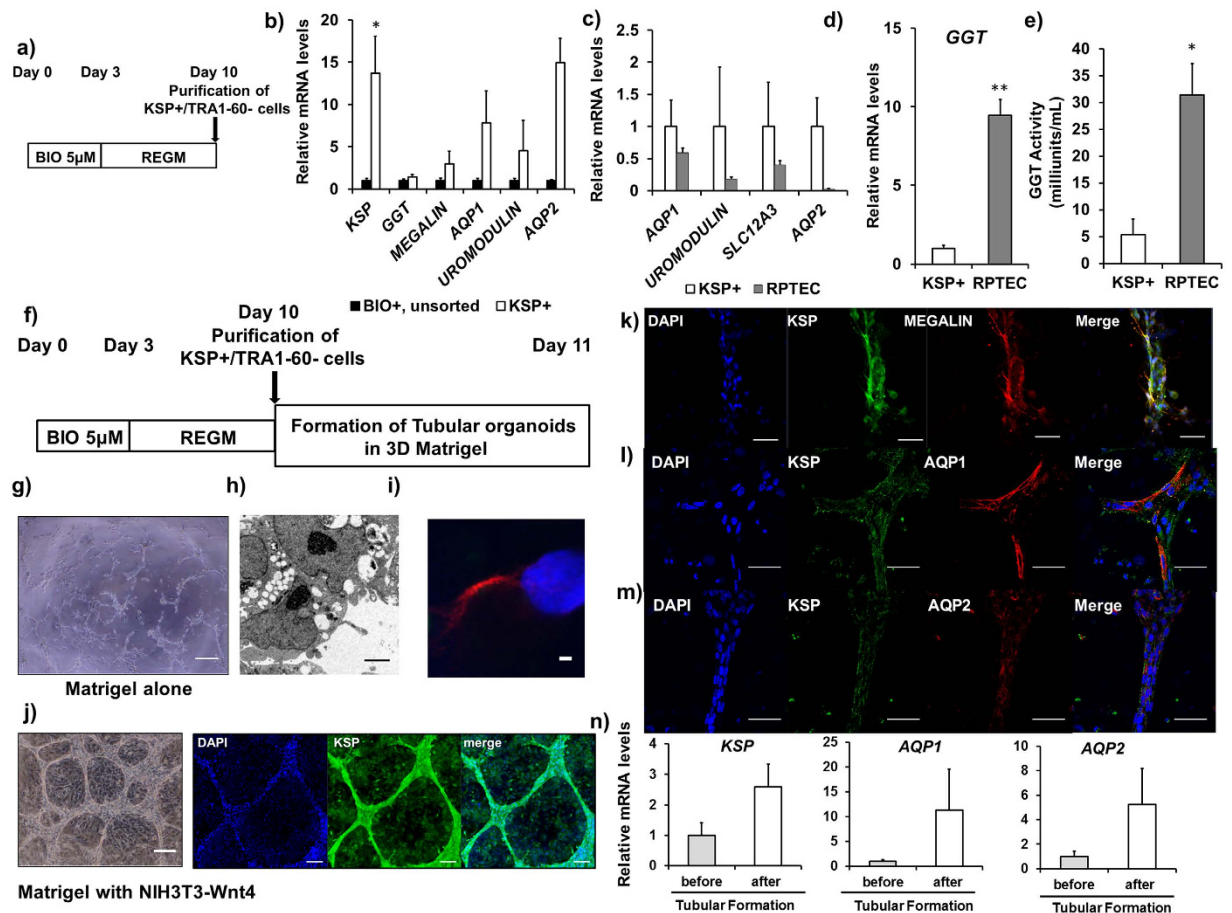 a)
Day 0 Day 3 Day 10
Purification of
KSP+/TRA1-60- cells
BIO 5µM REGM
b)
Relative mRNA levels
20
15
10
5
0
*
KSP GGT MEGALIN AQP1 UROMODULIN AQP2
BIO+, unsorted KSP+
c)
Relative mRNA levels
2
1.5
1
0.5
0
AQP1 UROMODULIN SLC12A3 AQP2
KSP+ RPTEC
d)
GGT
Relative mRNA levels
15
10
5
0
**
KSP+ RPTEC
e)
GGT Activity
(milliunits/mL)
40
35
30
25
20
15
10
5
0
*
KSP+ RPTEC
f)
Day 0 Day 3 Day 10 Day 11
Purification of
KSP+/TRA1-60- cells
BIO 5µM REGM
Formation of Tubular organoids
in 3D Matrigel
g)
h)
i)
Matrigel alone
j)
DAPI KSP merge
Matrigel with NIH3T3-Wnt4
k)
DAPI KSP MEGALIN Merge
l)
DAPI KSP AQP1 Merge
m)
DAPI KSP AQP2 Merge
n)
Relative mRNA levels
KSP
4
3
2
1
0
before after
Tubular Formation
AQP1
25
20
15
10
5
0
before after
Tubular Formation
AQP2
10
8
6
4
2
0
before after
Tubular Formation